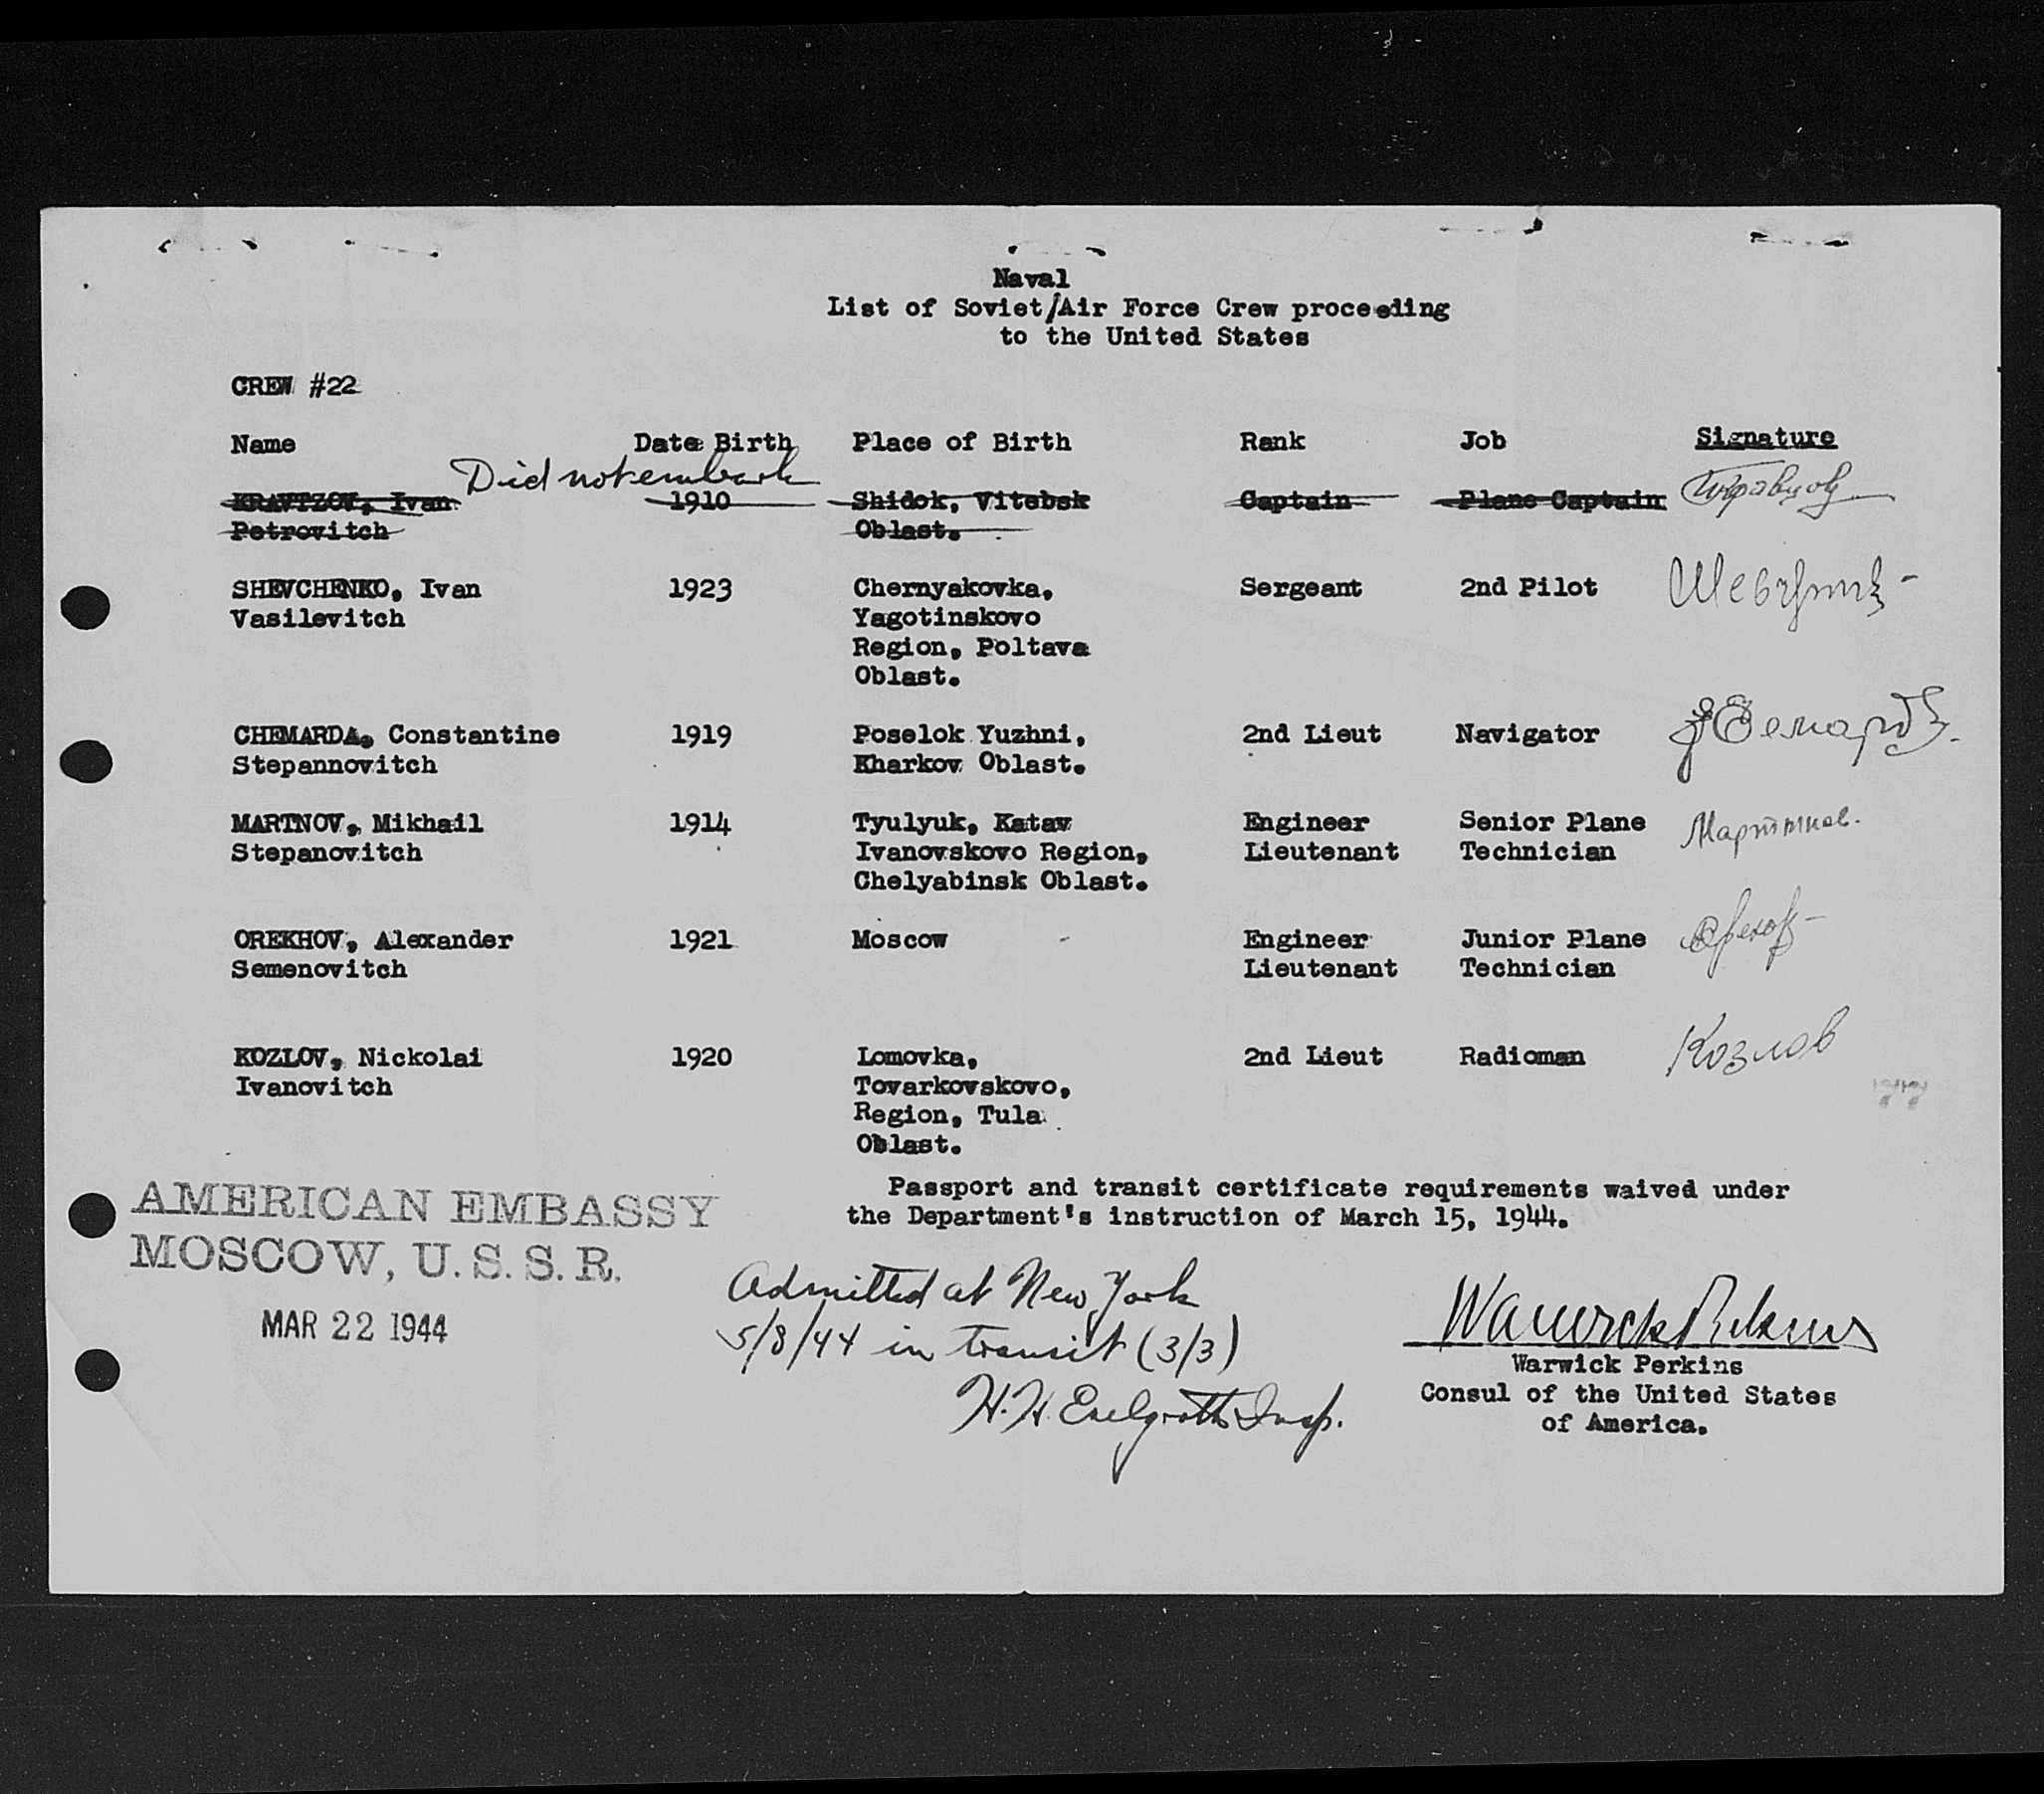 Naval
List of Soviet/Air Force Crew proceeding
to the United States
CREW #22
Name Date Birth Place of Birth Rank Job Signature
Did not embark
KRAVTZOV, Ivan 1910 Shidok, Vitebsk Captain Plane Captain Кравцов
Petrovitch Oblast.
SHEVCHENKO, Ivan 1923 Chernyakovka, Sergeant 2nd Pilot
Vasilevitch Yagotinskovo
Region, Poltava
Oblast.
CHEMARDA, Constantine 1919 Poselok Yuzhni, 2nd Lieut Navigator
Stepannovitch Kharkov Oblast.
MARTNOV, Mikhail 1914 Tyulyuk, Katav Engineer Senior Plane Мартынов.
Stepanovitch Ivanovskovo Region, Lieutenant Technician
Chelyabinsk Oblast.
OREKHOV, Alexander 1921 Moscow Engineer Junior Plane Орехов
Semenovitch Lieutenant Technician
KOZLOV, Nickolai 1920 Lomovka, 2nd Lieut Radioman Козлов
Ivanovitch Tovarkovskovo,
Region, Tula
Oblast.
Passport and transit certificate requirements waived under
the Department's instruction of March 15, 1944.
AMERICAN EMBASSY
MOSCOW, U.S.S.R.
MAR 22 1944
Admitted at New York
5/8/44 in transit (3/3)
H.H. Insp.
Warwick Perkins
Warwick Perkins
Consul of the United States
of America.